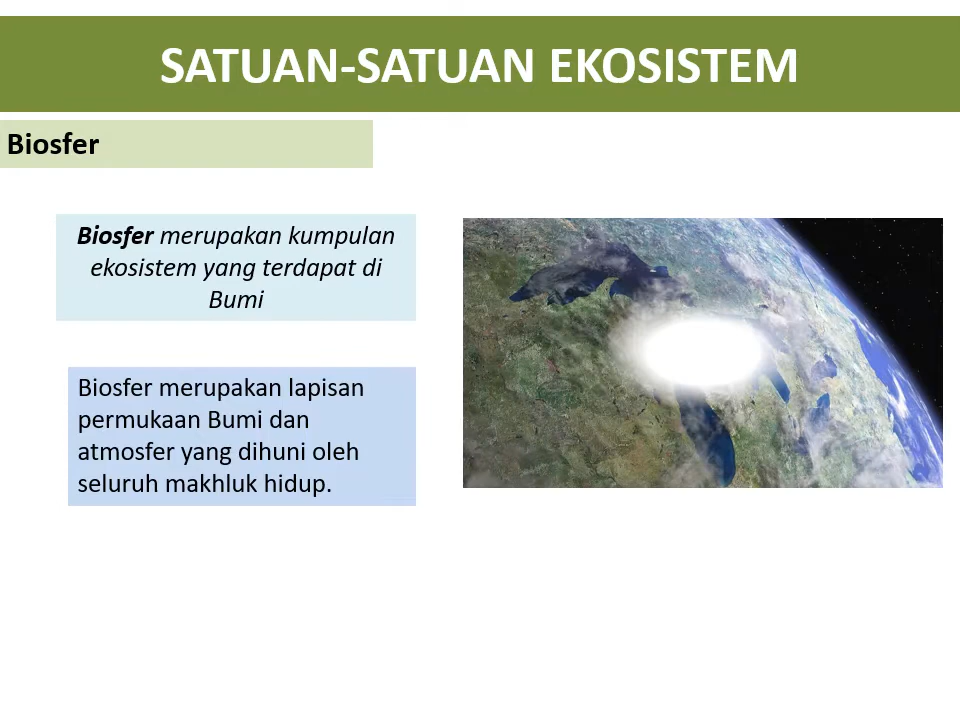 SATUAN-SATUAN EKOSISTEM
Biosfer
Biosfer merupakan kumpulan
ekosistem yang terdapat di
Bumi
Biosfer merupakan lapisan
permukaan Bumi dan
atmosfer yang dihuni oleh
seluruh makhluk hidup.